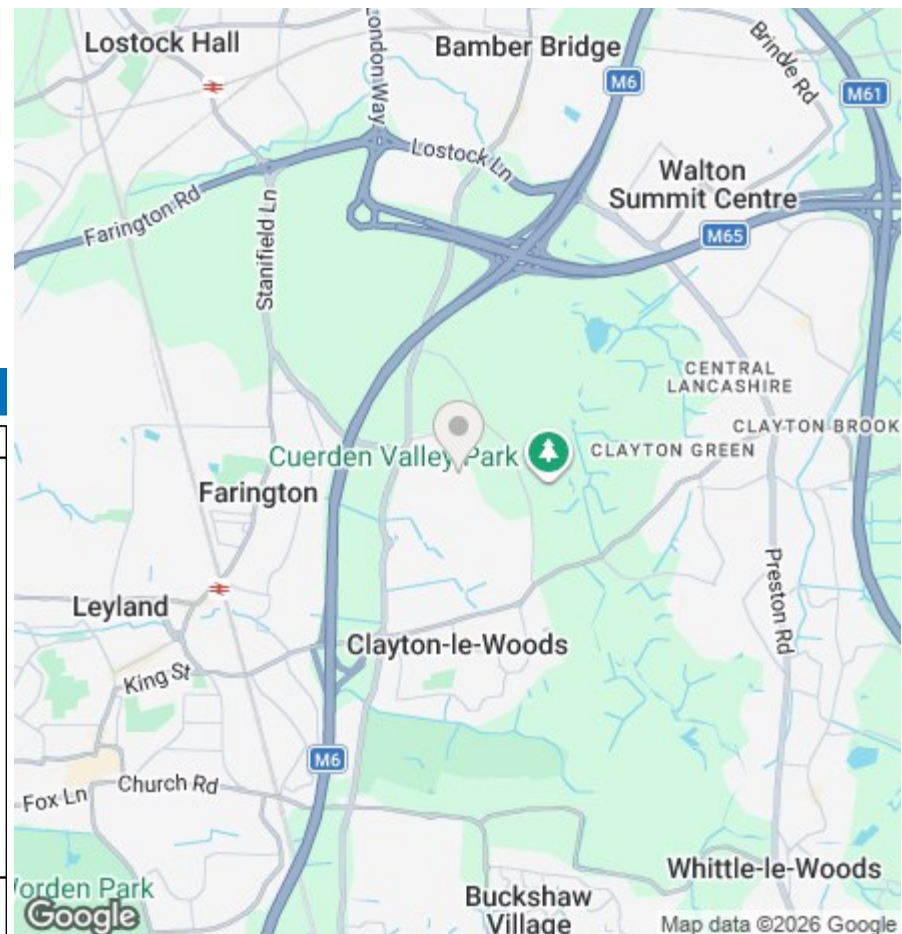 Lostock Hall
Bamber Bridge
London Way
Brindle Rd
M6
M61
Lostock Ln
Walton
Summit Centre
Farington Rd
M65
Stanifield Ln
CENTRAL
LANCASHIRE
CLAYTON BROOK
Cuerden Valley Park
CLAYTON GREEN
Farington
Leyland
Preston Rd
Clayton-le-Woods
King St
M6
Church Rd
Fox Ln
Worden Park
Whittle-le-Woods
Buckshaw
Village
Google
Map data ©2026 Google